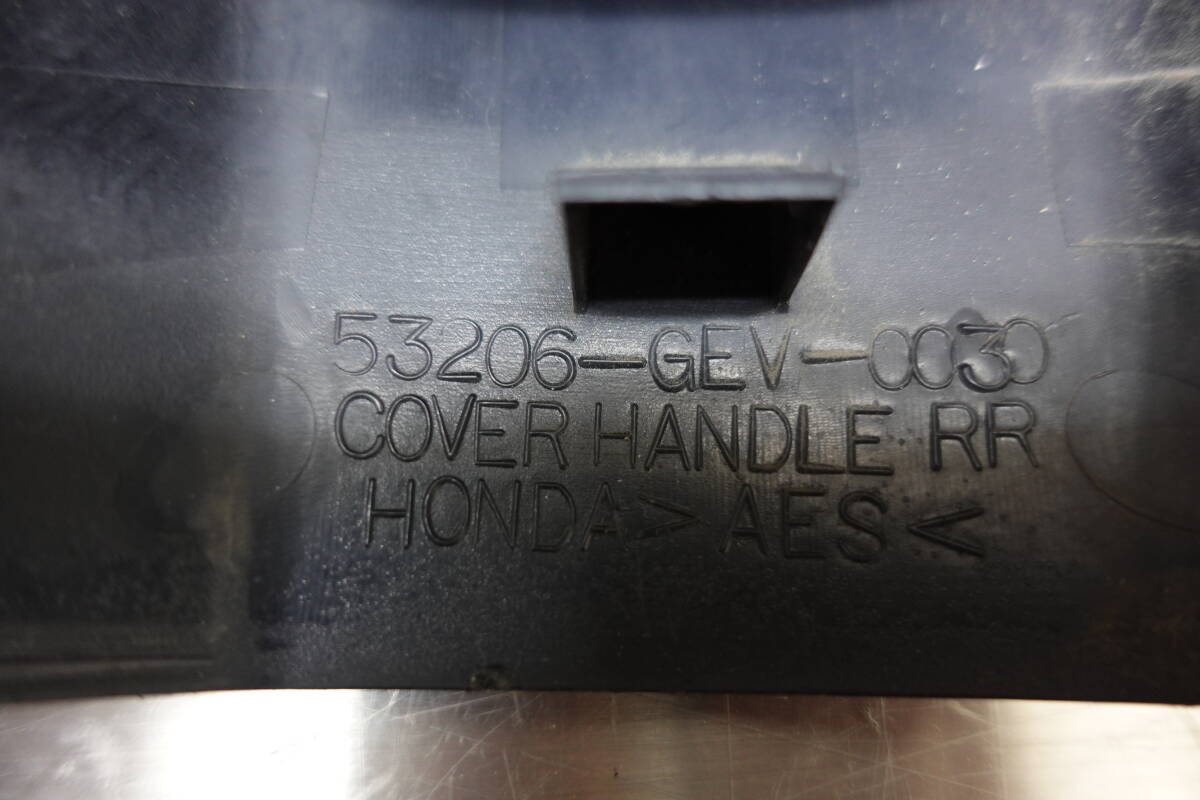 53206-GEV-0030
COVER HANDLE RR
HONDA >AES<